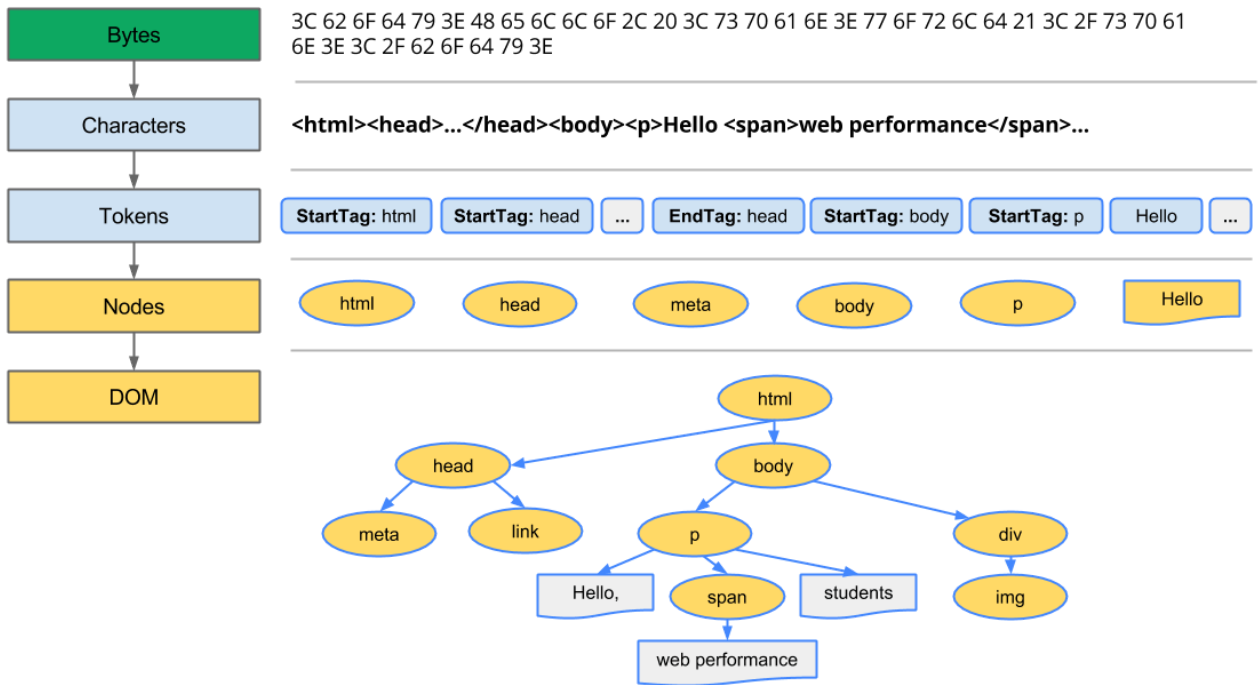 Bytes
3C 62 6F 64 79 3E 48 65 6C 6C 6F 2C 20 3C 73 70 61 6E 3E 77 6F 72 6C 64 21 3C 2F 73 70 61
6E 3E 3C 2F 62 6F 64 79 3E
Characters
<html><head>...</head><body><p>Hello <span>web performance</span>...
Tokens
StartTag: html
StartTag: head
...
EndTag: head
StartTag: body
StartTag: p
Hello
...
Nodes
html
head
meta
body
p
Hello
DOM
html
head
body
meta
link
p
div
Hello,
span
students
img
web performance